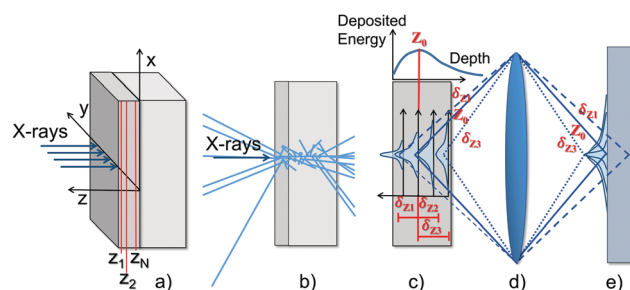 x
y
X-rays
z
z1
z2
zN
a)
X-rays
b)
Deposited
Energy
Z0
Depth
δZ1
Z0
δZ3
δZ1
δZ2
δZ3
c)
d)
δZ1
Z0
δZ3
e)